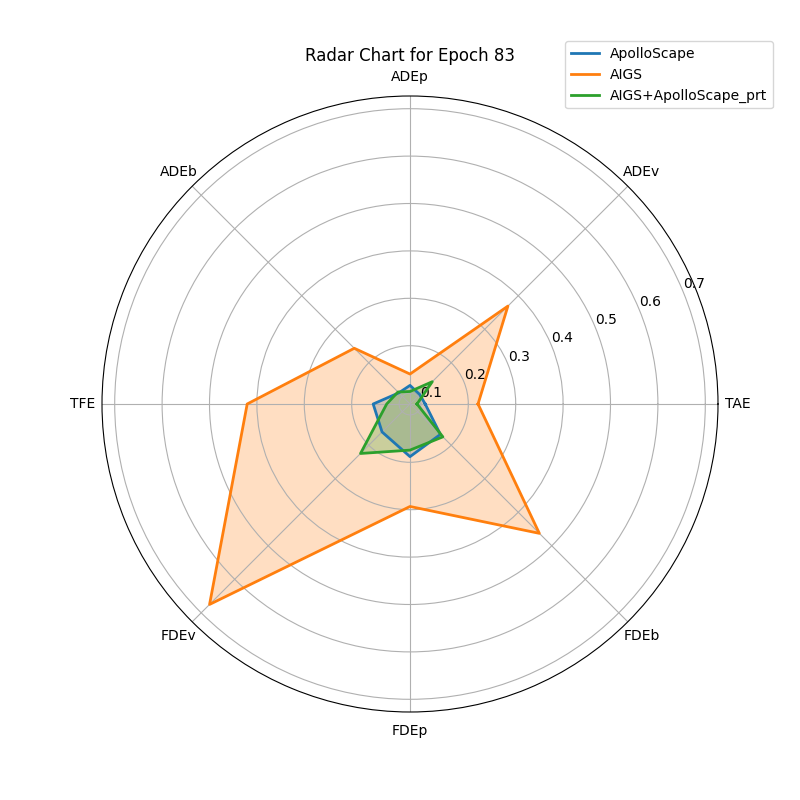 Radar Chart for Epoch 83
ApolloScape
AIGS
AIGS+ApolloScape_prt
ADEp
ADEb
ADEv
0.7
0.6
0.5
0.4
0.3
0.2
0.1
TFE
TAE
FDEv
FDEb
FDEp